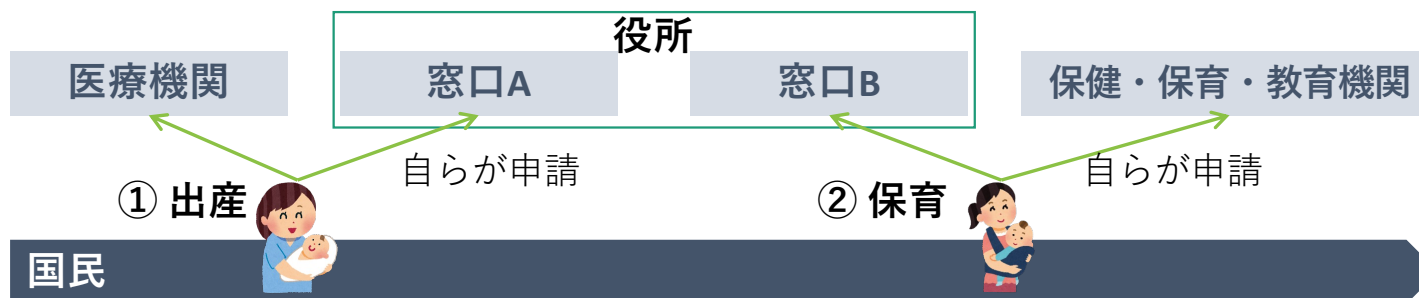 役所
医療機関
窓口A
窓口B
保健・保育・教育機関
自らが申請
自らが申請
① 出産
② 保育
国民